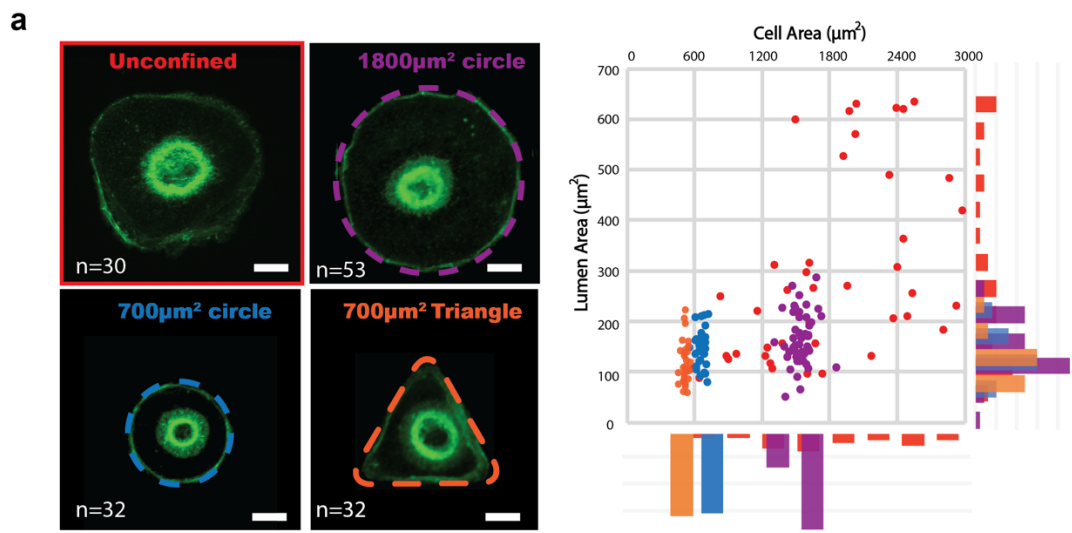 a
Unconfined
n=30
1800µm² circle
n=53
700µm² circle
n=32
700µm² Triangle
n=32
Cell Area (µm²)
0 600 1200 1800 2400 3000
Lumen Area (µm²)
700
600
500
400
300
200
100
0